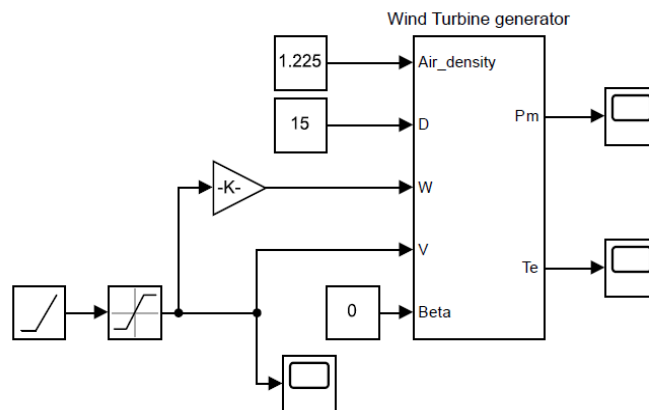 Wind Turbine generator
1.225
Air_density
15
D
Pm
-K-
W
V
Te
0
Beta